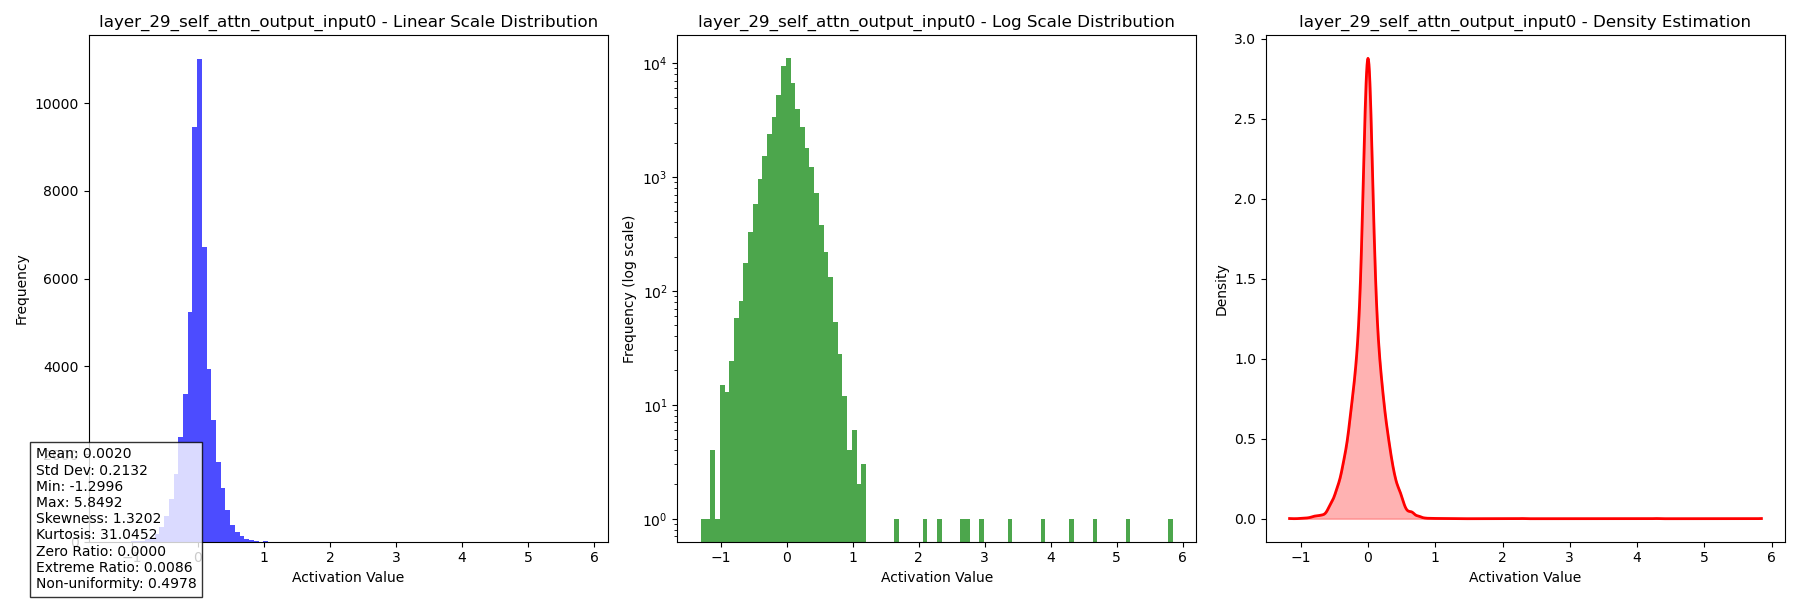 layer_29_self_attn_output_input0 - Linear Scale Distribution
Frequency
10000
8000
6000
4000
0
1
2
3
4
5
6
Activation Value
Mean: 0.0020
Std Dev: 0.2132
Min: -1.2996
Max: 5.8492
Skewness: 1.3202
Kurtosis: 31.0452
Zero Ratio: 0.0000
Extreme Ratio: 0.0086
Non-uniformity: 0.4978
layer_29_self_attn_output_input0 - Log Scale Distribution
Frequency (log scale)
10⁴
10³
10²
10¹
10⁰
−1
0
1
2
3
4
5
6
Activation Value
layer_29_self_attn_output_input0 - Density Estimation
Density
3.0
2.5
2.0
1.5
1.0
0.5
0.0
−1
0
1
2
3
4
5
6
Activation Value